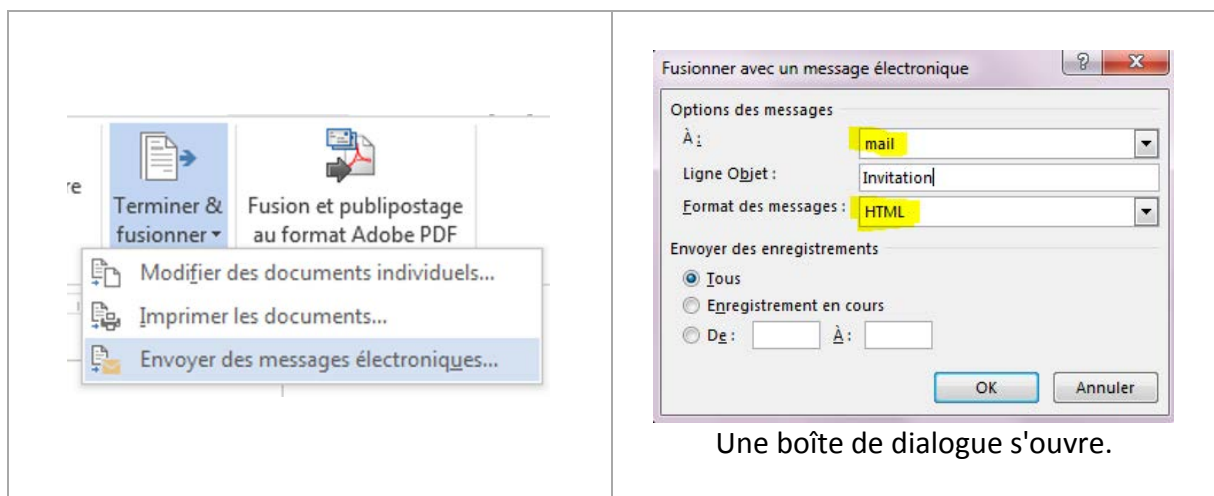 re
Terminer &
fusionner
Fusion et publipostage
au format Adobe PDF
Modifier des documents individuels...
Imprimer les documents...
Envoyer des messages électroniques...
Fusionner avec un message électronique
Options des messages
À :
mail
Ligne Objet :
Invitation
Format des messages :
HTML
Envoyer des enregistrements
Tous
Enregistrement en cours
De : À :
OK Annuler
Une boîte de dialogue s'ouvre.